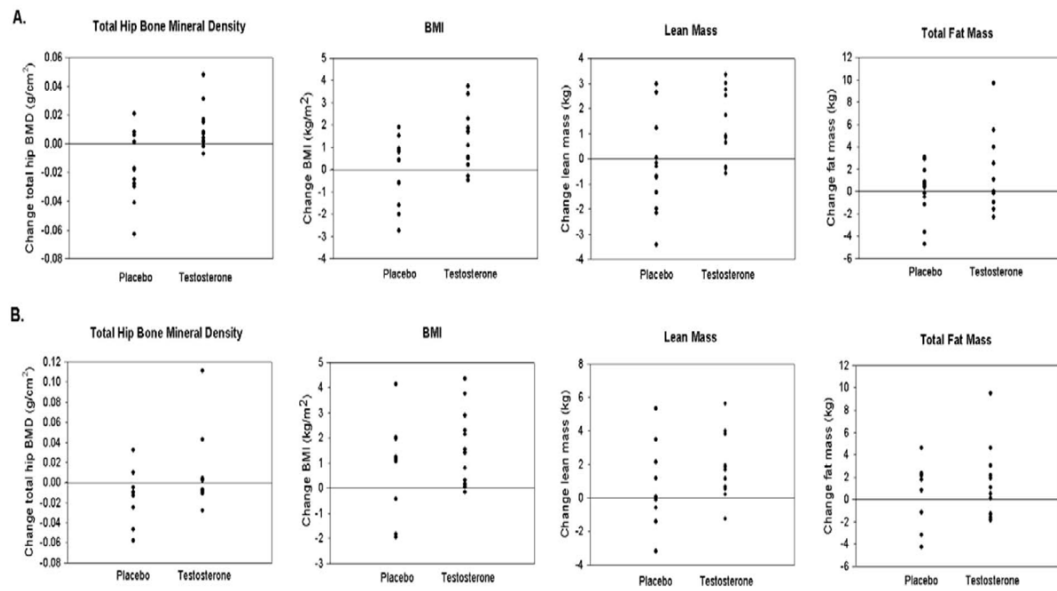 A.
Total Hip Bone Mineral Density
Change total hip BMD (g/cm²)
0.06
0.04
0.02
0.00
-0.02
-0.04
-0.06
-0.08
Placebo Testosterone
BMI
Change BMI (kg/m²)
5
4
3
2
1
0
-1
-2
-3
-4
Placebo Testosterone
Lean Mass
Change lean mass (kg)
4
3
2
1
0
-1
-2
-3
-4
Placebo Testosterone
Total Fat Mass
Change fat mass (kg)
12
10
8
6
4
2
0
-2
-4
-6
Placebo Testosterone
B.
Total Hip Bone Mineral Density
Change total hip BMD (g/cm²)
0.12
0.10
0.08
0.06
0.04
0.02
0.00
-0.02
-0.04
-0.06
-0.08
Placebo Testosterone
BMI
Change BMI (kg/m²)
5
4
3
2
1
0
-1
-2
-3
Placebo Testosterone
Lean Mass
Change lean mass (kg)
8
6
4
2
0
-2
-4
Placebo Testosterone
Total Fat Mass
Change fat mass (kg)
12
10
8
6
4
2
0
-2
-4
-6
Placebo Testosterone